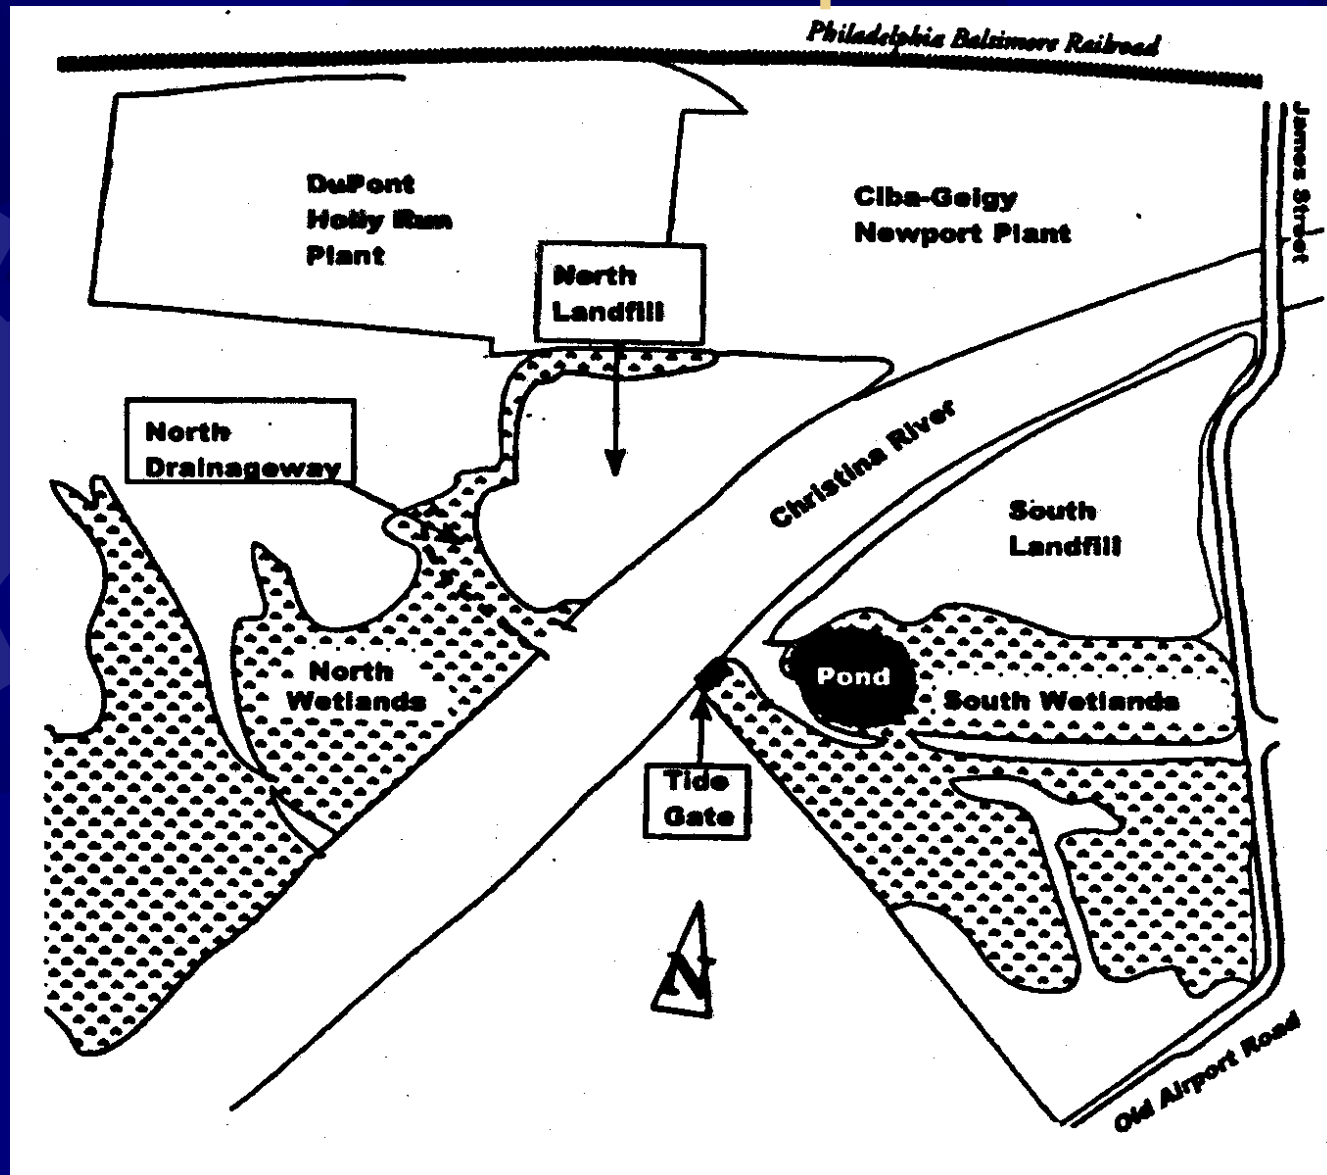 Philadelphia Baltimore Railroad
James Street
DuPont
Holly Run
Plant
Ciba-Geigy
Newport Plant
North
Landfill
North
Drainageway
Christina River
South
Landfill
North
Wetlands
Pond
South Wetlands
Tide
Gate
N
Old Airport Road